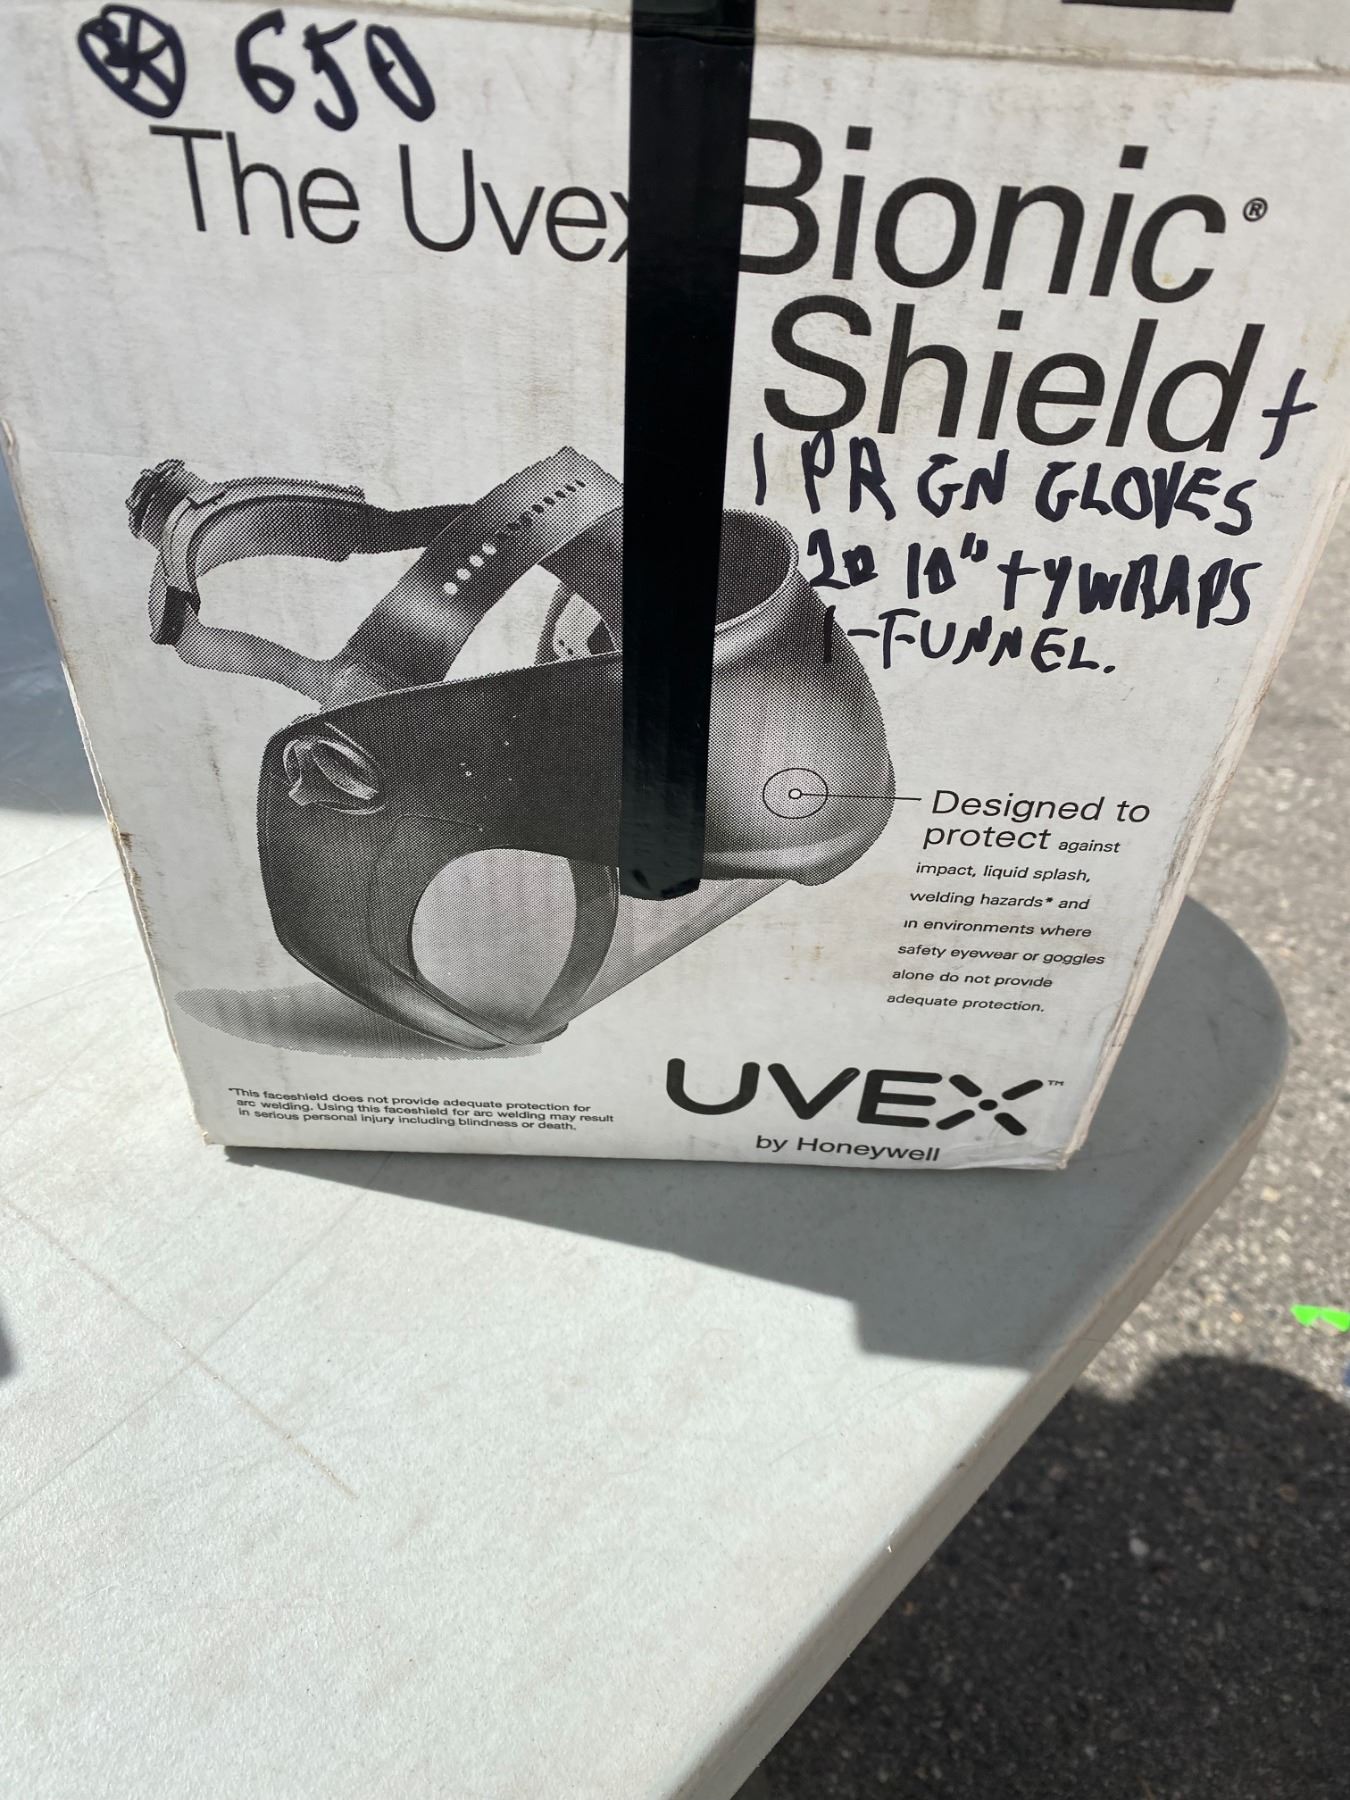 650
The Uvex Bionic®
Shield +
1 PR GN GLOVES
20 10" +yWRAPS
1-FUNNEL.
Designed to
protect against
impact, liquid splash,
welding hazards* and
in environments where
safety eyewear or goggles
alone do not provide
adequate protection.
*This faceshield does not provide adequate protection for
arc welding. Using this faceshield for arc welding may result
in serious personal injury including blindness or death.
UVEX™
by Honeywell